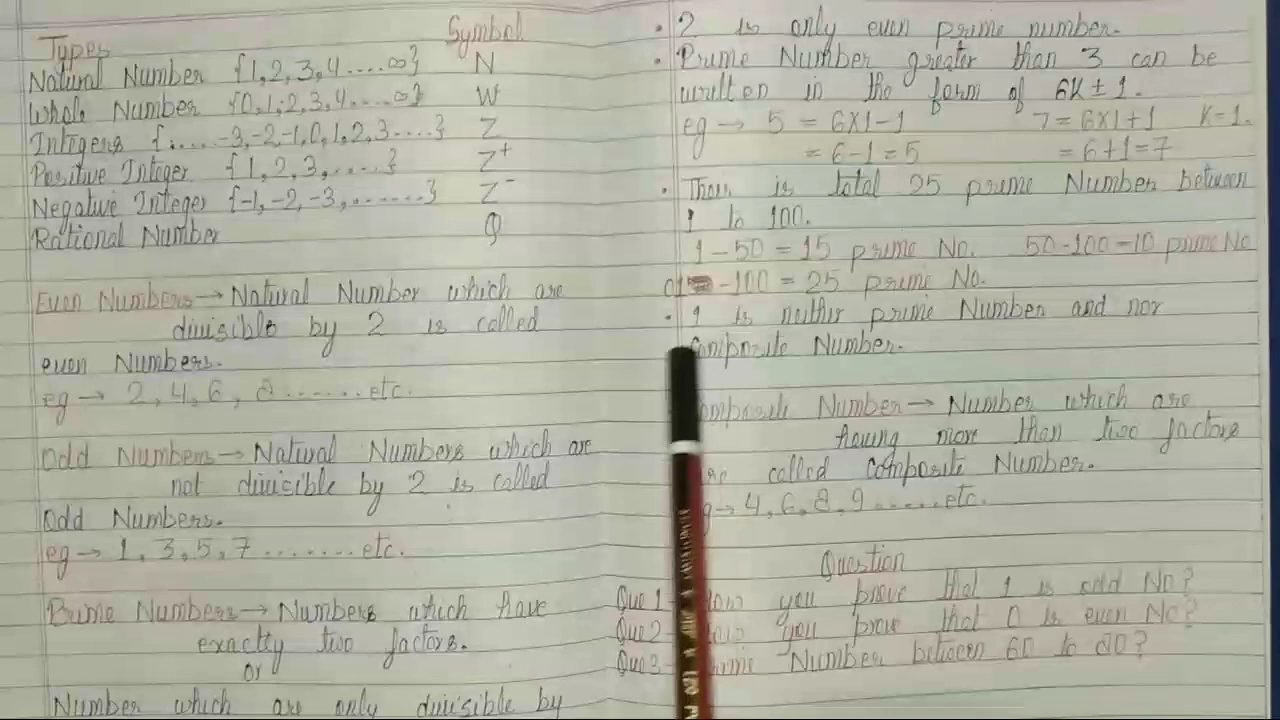 Types Symbol
Natural Number {1,2,3,4....∞} N
Whole Number {0,1,2,3,4....∞} W
Intigers {.....-3,-2,-1,0,1,2,3....} Z
Positive Integer {1,2,3,.....} Z⁺
Negative Integer {-1,-2,-3,.......} Z⁻
Rational Number Q
Even Numbers → Natural Number which are
divisible by 2 is called
even Numbers.
eg → 2,4,6,8.......etc.
Odd Numbers → Natural Numbers which are
not divisible by 2 is called
Odd Numbers.
eg → 1,3,5,7........etc.
Prime Numbers → Numbers which have
exactly two factors.
or
Number which are only divisible by
• 2 is only even prime number.
• Prime Number greater than 3 can be
written in the form of 6K±1.
eg → 5 = 6×1-1 7 = 6×1+1 K=1.
= 6-1=5 = 6+1=7
• is total 25 prime Number between
1 to 100.
1-50 = 15 prime No. 50-100=10 prime No
-100 = 25 prime No.
• 1 is neither prime Number and nor
Composite Number.
omposite Number → Number which are
having more than two factors
are called composite Number.
g → 4,6,8,9......etc.
Question
Que 1 How you prove that 1 is odd No?
Que2 How you prove that 0 is even No?
Que3 Prime Number between 60 to 80?